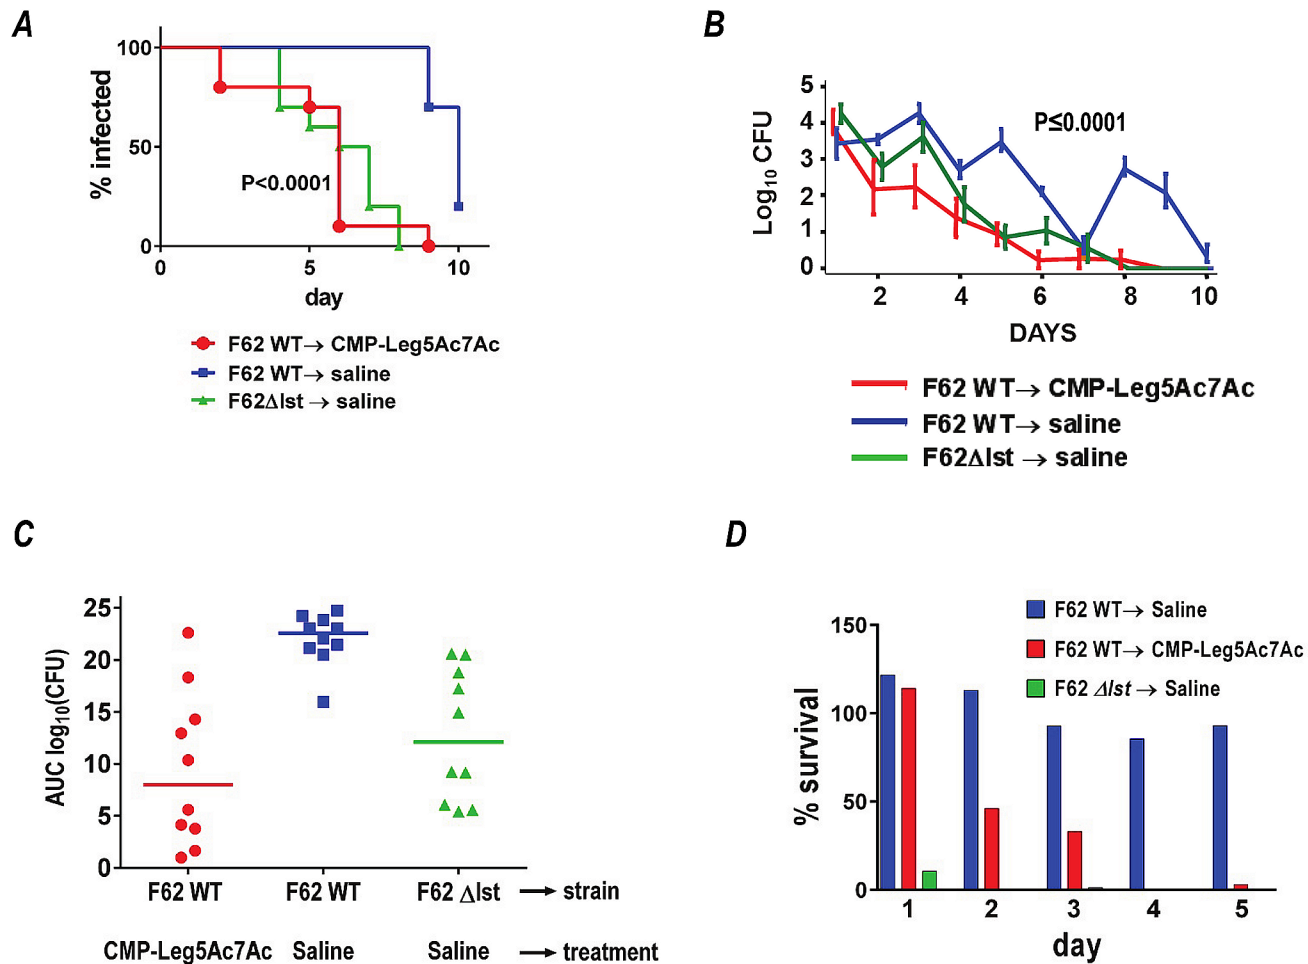 A
% infected
100
50
0
P<0.0001
0 5 10
day
F62 WT→ CMP-Leg5Ac7Ac
F62 WT→ saline
F62Δlst → saline
B
Log10 CFU
5
4
3
2
1
0
P≤0.0001
2 4 6 8 10
DAYS
F62 WT→ CMP-Leg5Ac7Ac
F62 WT→ saline
F62Δlst → saline
C
AUC log10(CFU)
25
20
15
10
5
0
F62 WT F62 WT F62 Δlst → strain
CMP-Leg5Ac7Ac Saline Saline → treatment
D
F62 WT→ Saline
F62 WT→ CMP-Leg5Ac7Ac
F62 Δlst → Saline
% survival
150
100
50
0
1 2 3 4 5
day